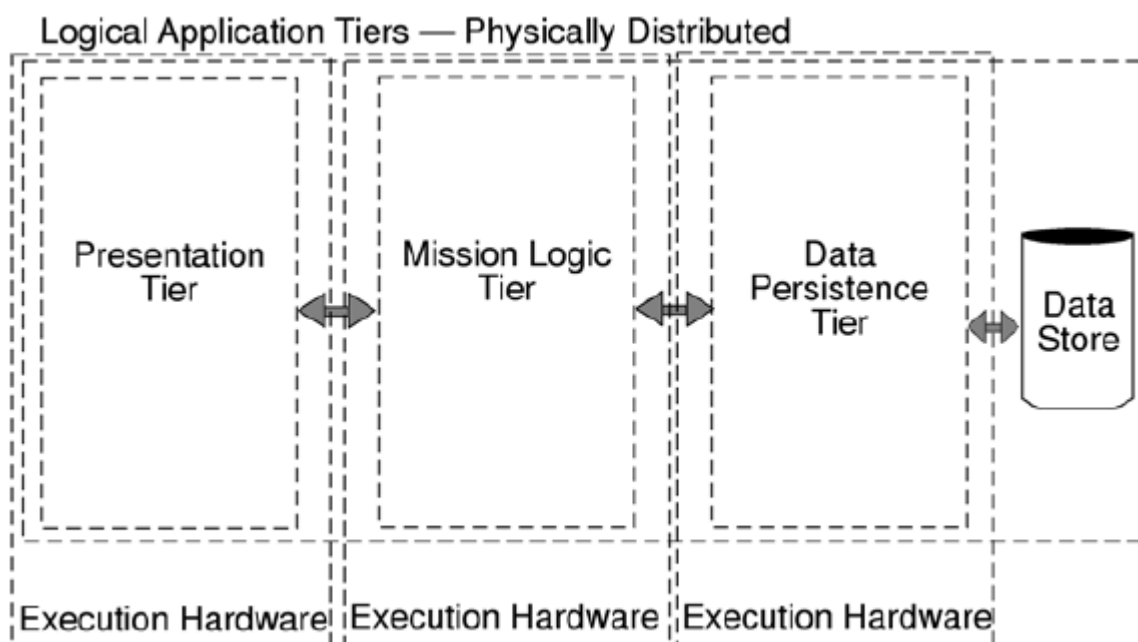 Logical Application Tiers — Physically Distributed
Presentation
Tier
Mission Logic
Tier
Data
Persistence
Tier
Data
Store
Execution Hardware
Execution Hardware
Execution Hardware